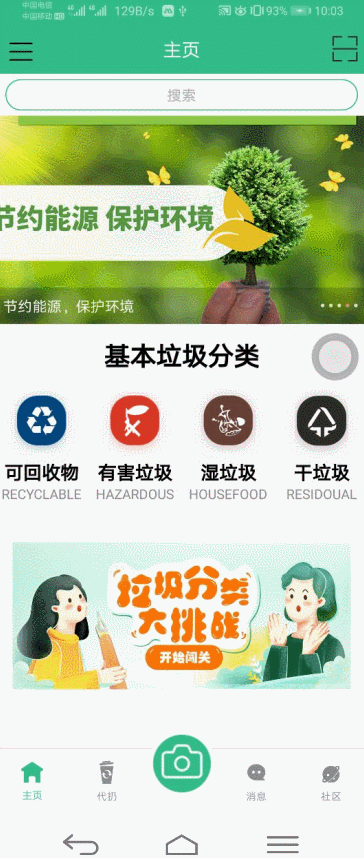 中国电信
中国移动 HD 129B/s 93% 10:03
主页
搜索
节约能源 保护环境
节约能源，保护环境
基本垃圾分类
可回收物 有害垃圾 湿垃圾 干垃圾
RECYCLABLE HAZARDOUS HOUSEFOOD RESIDOUAL
垃圾分类
大挑战
开始闯关
主页 代扔 消息 社区